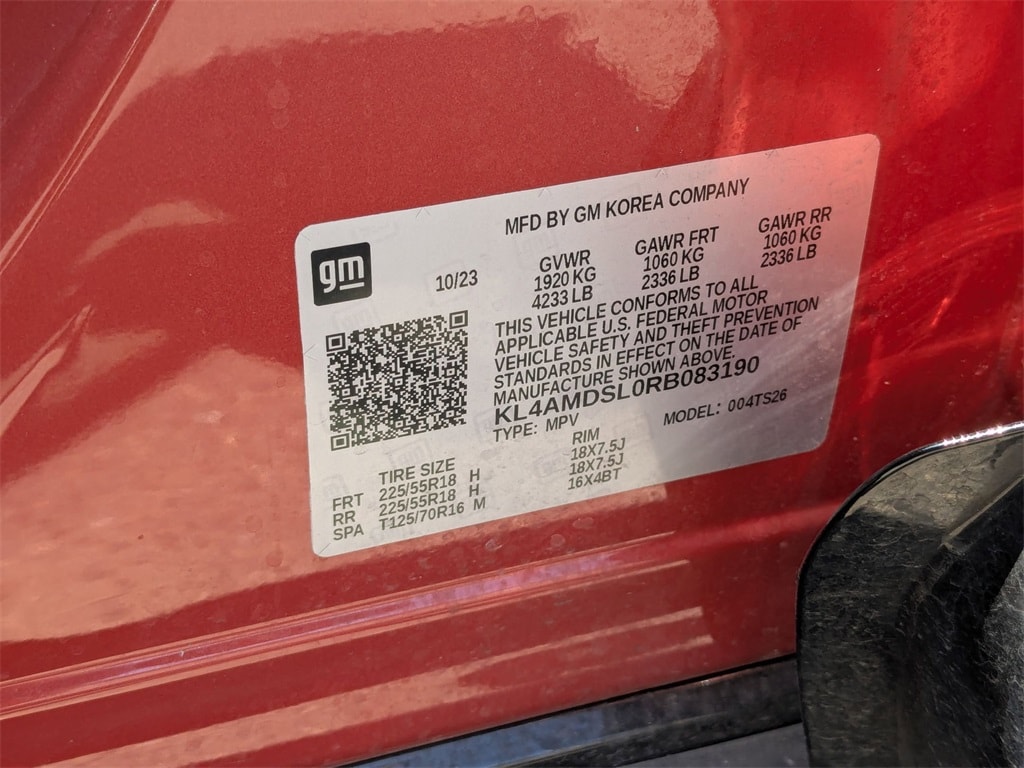 MFD BY GM KOREA COMPANY
gm
10/23
GVWR
1920 KG
4233 LB
GAWR FRT
1060 KG
2336 LB
GAWR RR
1060 KG
2336 LB
THIS VEHICLE CONFORMS TO ALL
APPLICABLE U.S. FEDERAL MOTOR
VEHICLE SAFETY AND THEFT PREVENTION
STANDARDS IN EFFECT ON THE DATE OF
MANUFACTURE SHOWN ABOVE.
KL4AMDSL0RB083190
TYPE: MPV MODEL: 004TS26
TIRE SIZE RIM
FRT 225/55R18 H 18X7.5J
RR 225/55R18 H 18X7.5J
SPA T125/70R16 M 16X4BT